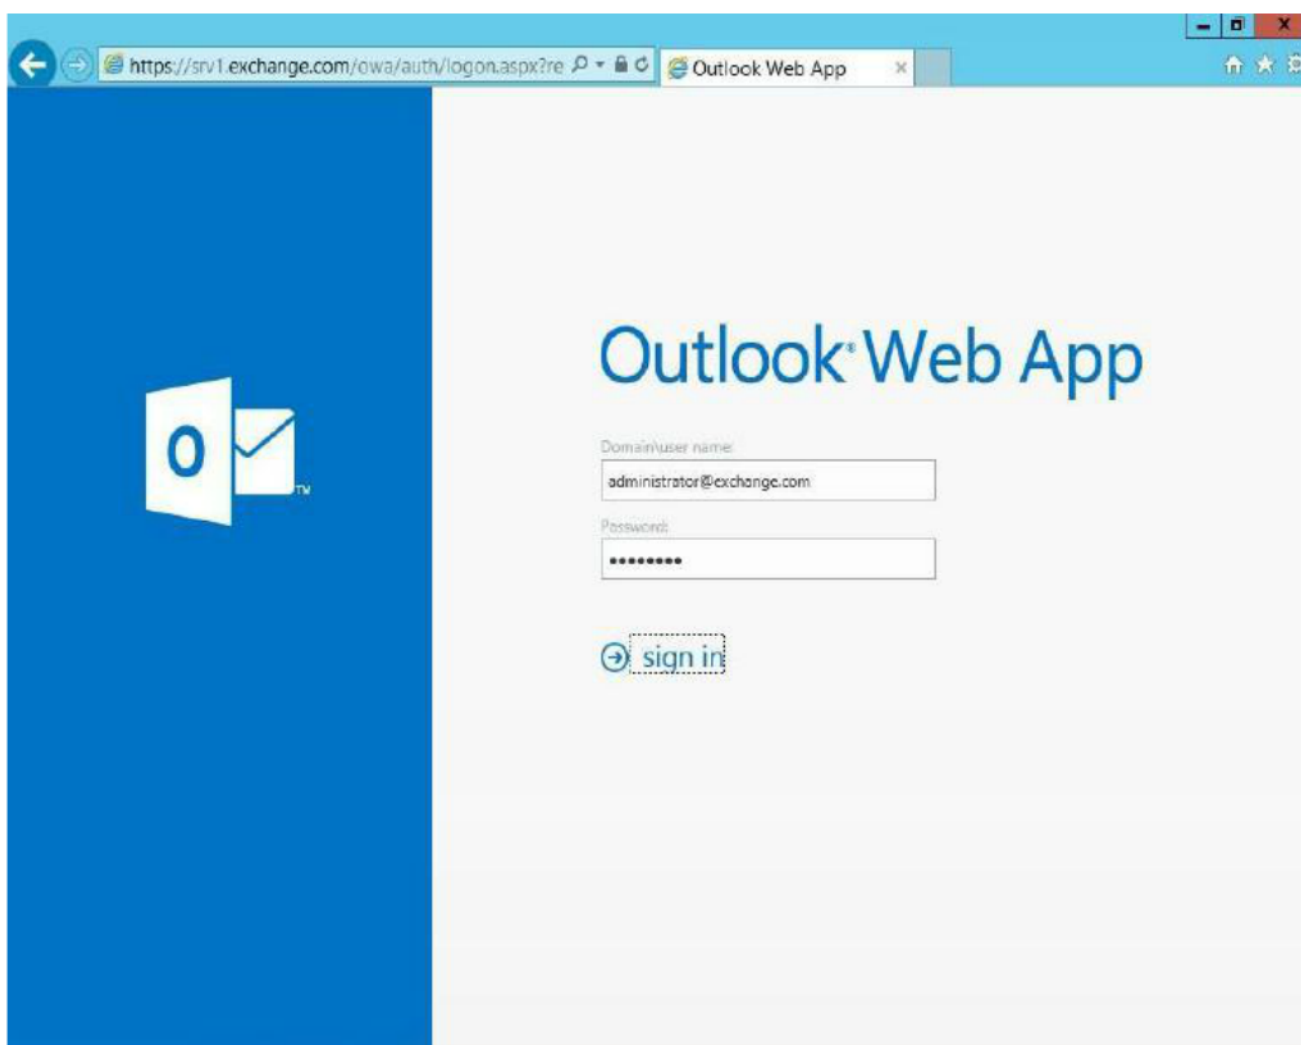 https://srv1.exchange.com/owa/auth/logon.aspx?re
Outlook Web App
Outlook® Web App
O
TM
Domain\user name:
administrator@exchange.com
Password:
••••••••
sign in